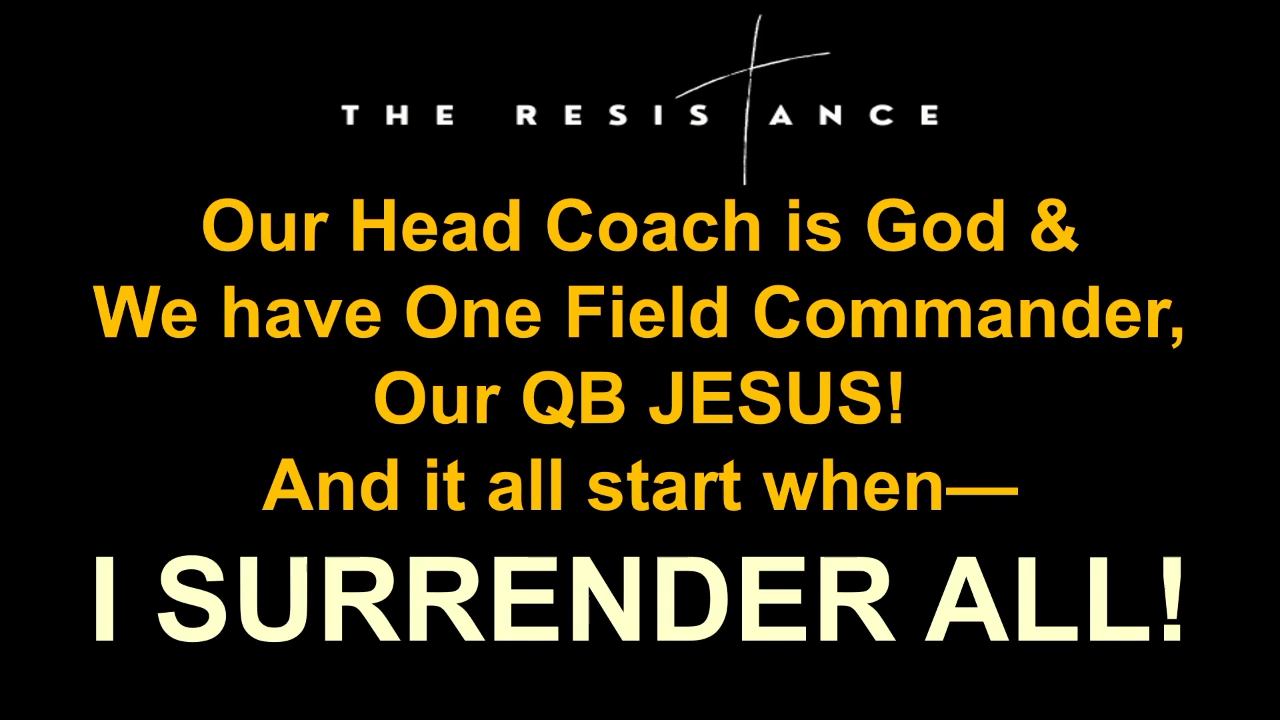 THE RESISTANCE
Our Head Coach is God &
We have One Field Commander,
Our QB JESUS!
And it all start when—
I SURRENDER ALL!